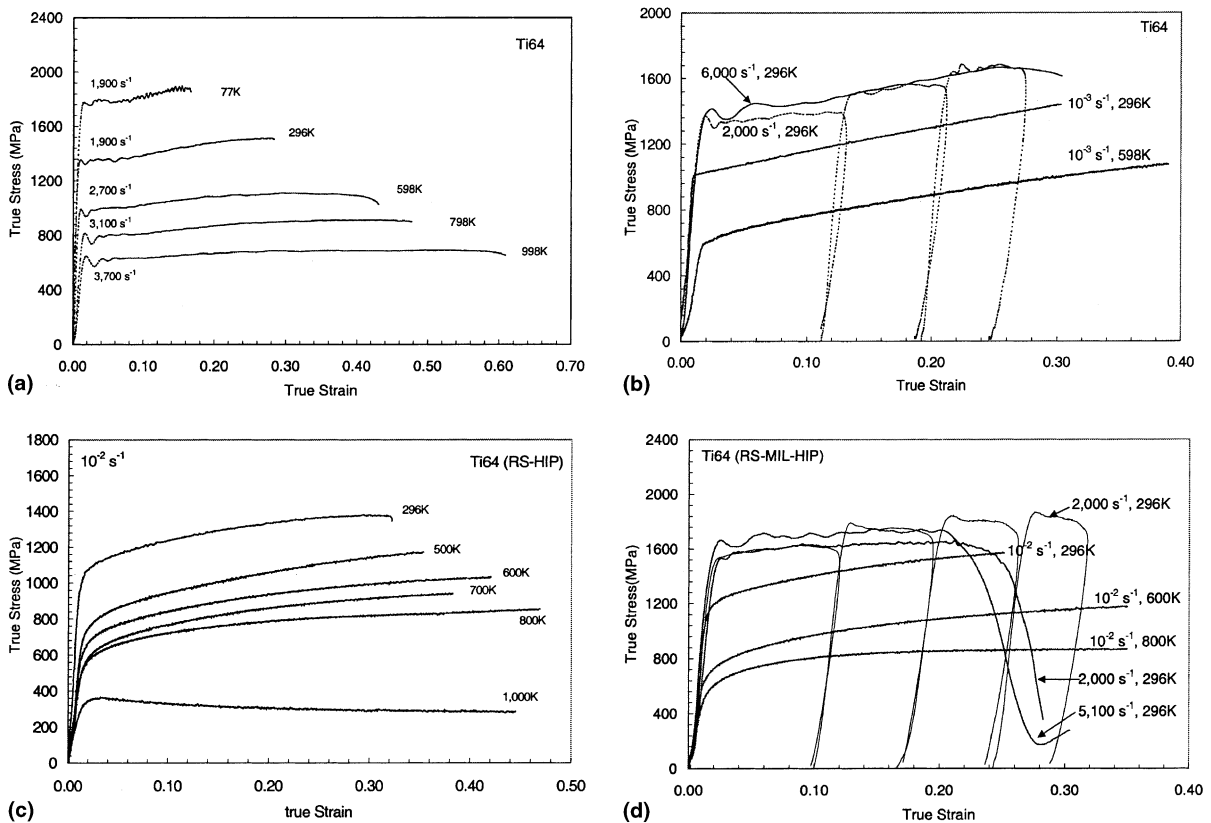 2400
2000
1600
1200
800
400
0
True Stress (MPa)
Ti64
1,900 s-1
77K
1,900 s-1
296K
2,700 s-1
598K
3,100 s-1
798K
3,700 s-1
998K
0.00 0.10 0.20 0.30 0.40 0.50 0.60 0.70
True Strain
(a)
2000
1600
1200
800
400
0
True Stress (MPa)
Ti64
6,000 s-1, 296K
2,000 s-1, 296K
10-3 s-1, 296K
10-3 s-1, 598K
0.00 0.10 0.20 0.30 0.40
True Strain
(b)
1800
1600
1400
1200
1000
800
600
400
200
0
True Stress (MPa)
10-2 s-1
Ti64 (RS-HIP)
296K
500K
600K
700K
800K
1,000K
0.00 0.10 0.20 0.30 0.40 0.50
true Strain
(c)
2400
2000
1600
1200
800
400
0
True Stress(MPa)
Ti64 (RS-MIL-HIP)
2,000 s-1, 296K
10-2 s-1, 296K
10-2 s-1, 600K
10-2 s-1, 800K
2,000 s-1, 296K
5,100 s-1, 296K
0.00 0.10 0.20 0.30 0.40
True Strain
(d)